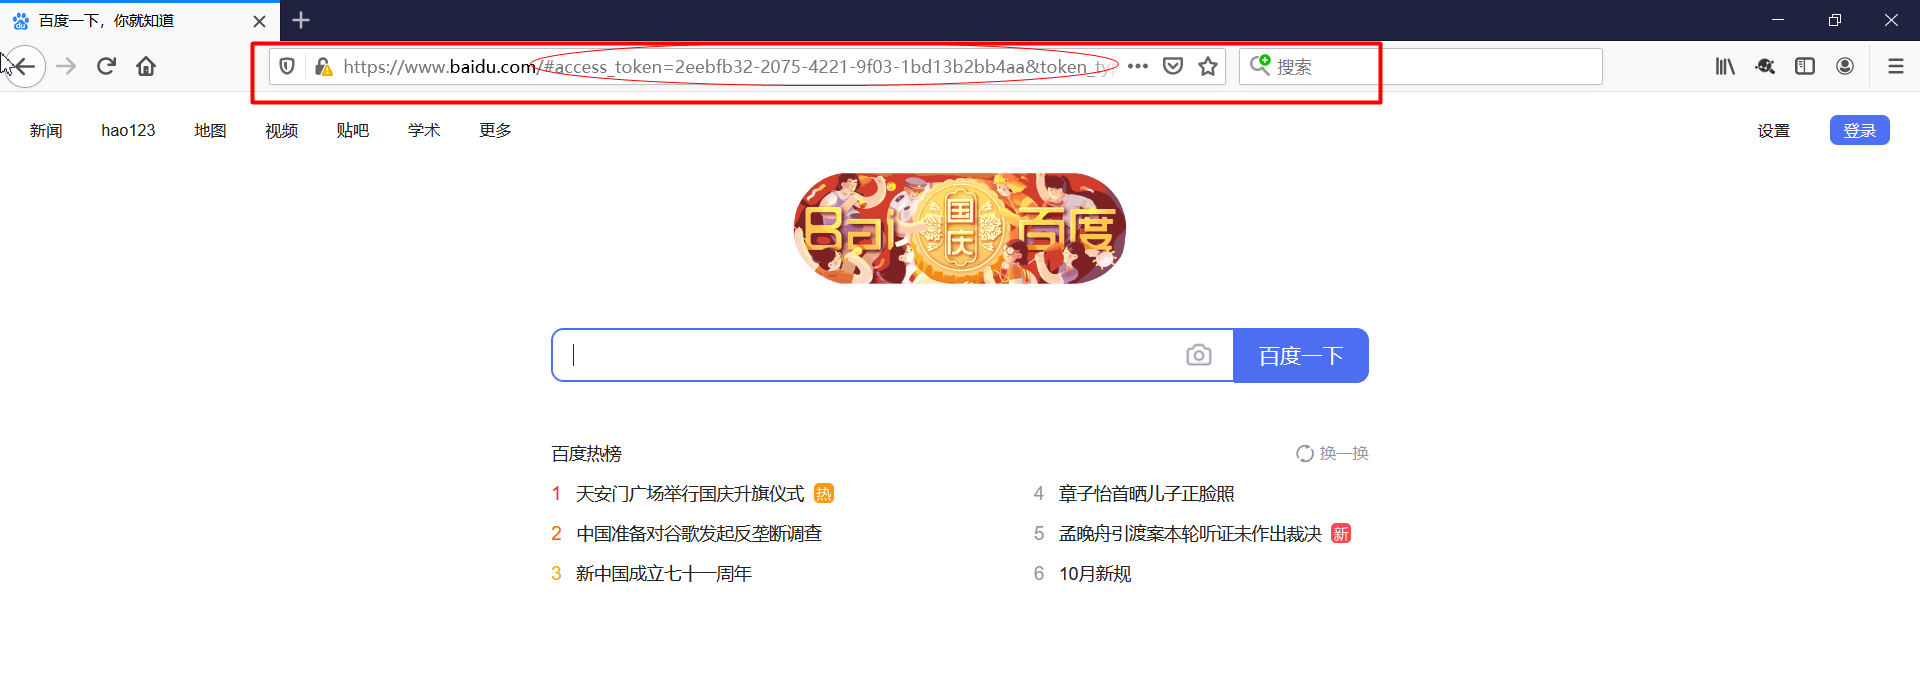 百度一下，你就知道
https://www.baidu.com/#access_token=2eebfb32-2075-4221-9f03-1bd13b2bb4aa&token_ty
搜索
新闻 hao123 地图 视频 贴吧 学术 更多 设置 登录
Bai 国庆 百度
百度一下
百度热榜 换一换
1 天安门广场举行国庆升旗仪式 热
2 中国准备对谷歌发起反垄断调查
3 新中国成立七十一周年
4 章子怡首晒儿子正脸照
5 孟晚舟引渡案本轮听证未作出裁决 新
6 10月新规